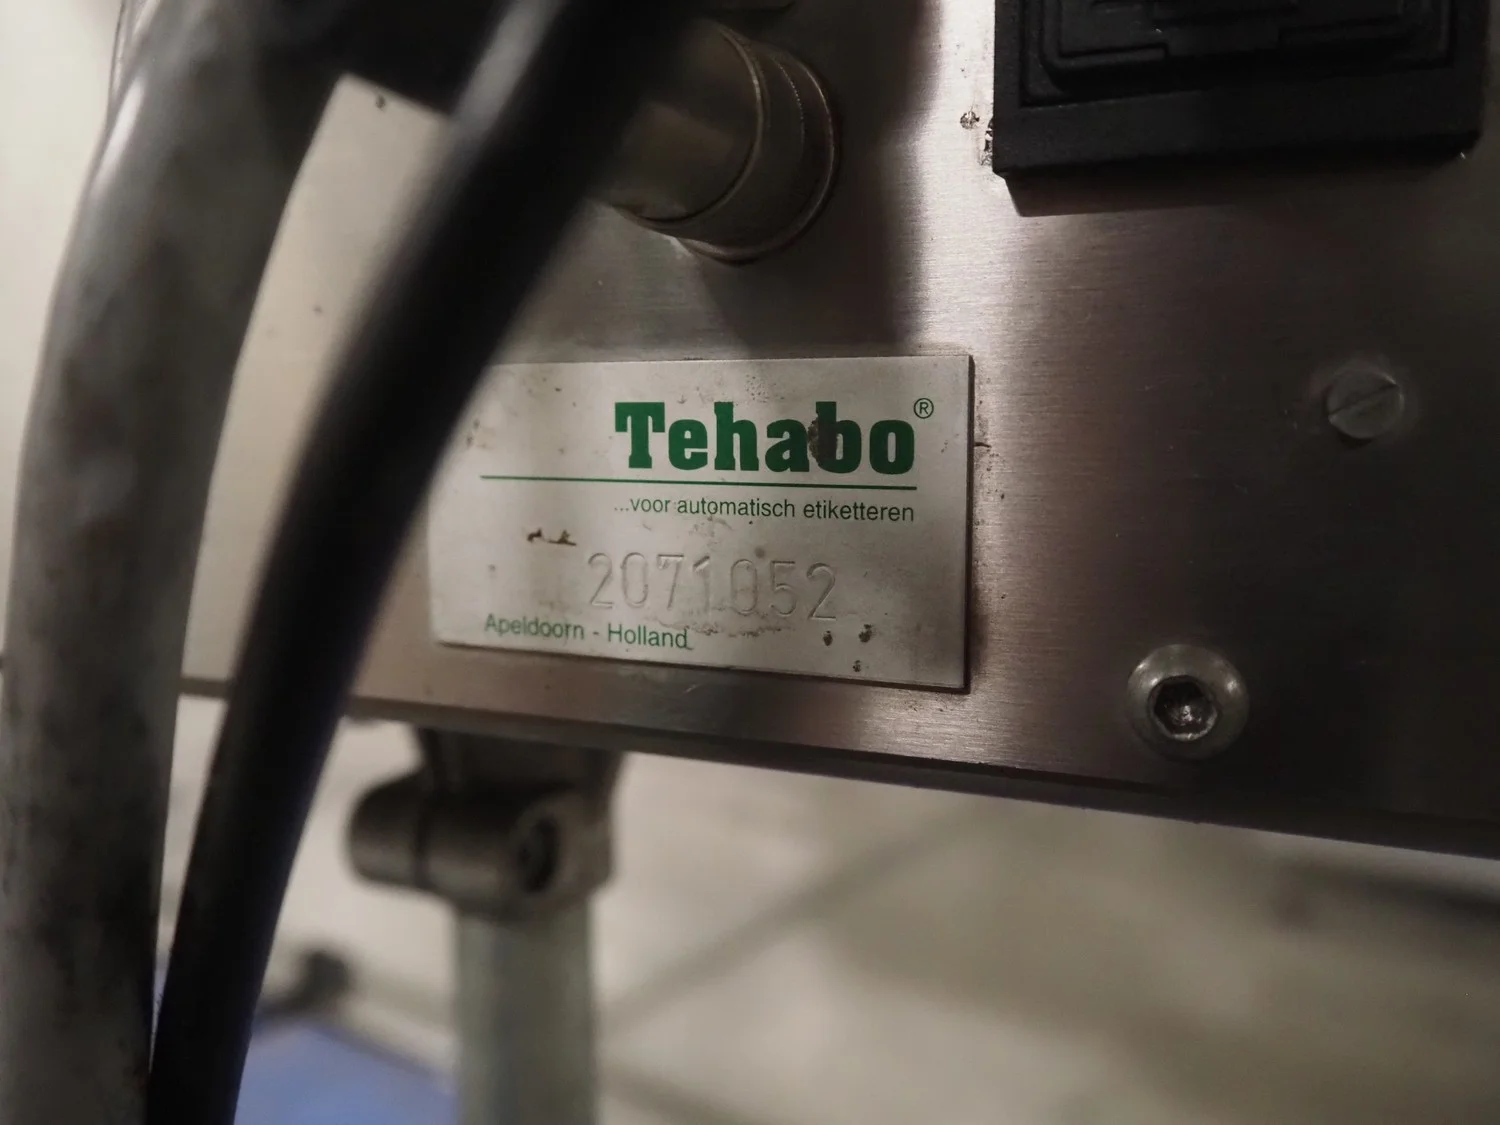 Tehabo®
...voor automatisch etiketteren
2071052
Apeldoorn - Holland